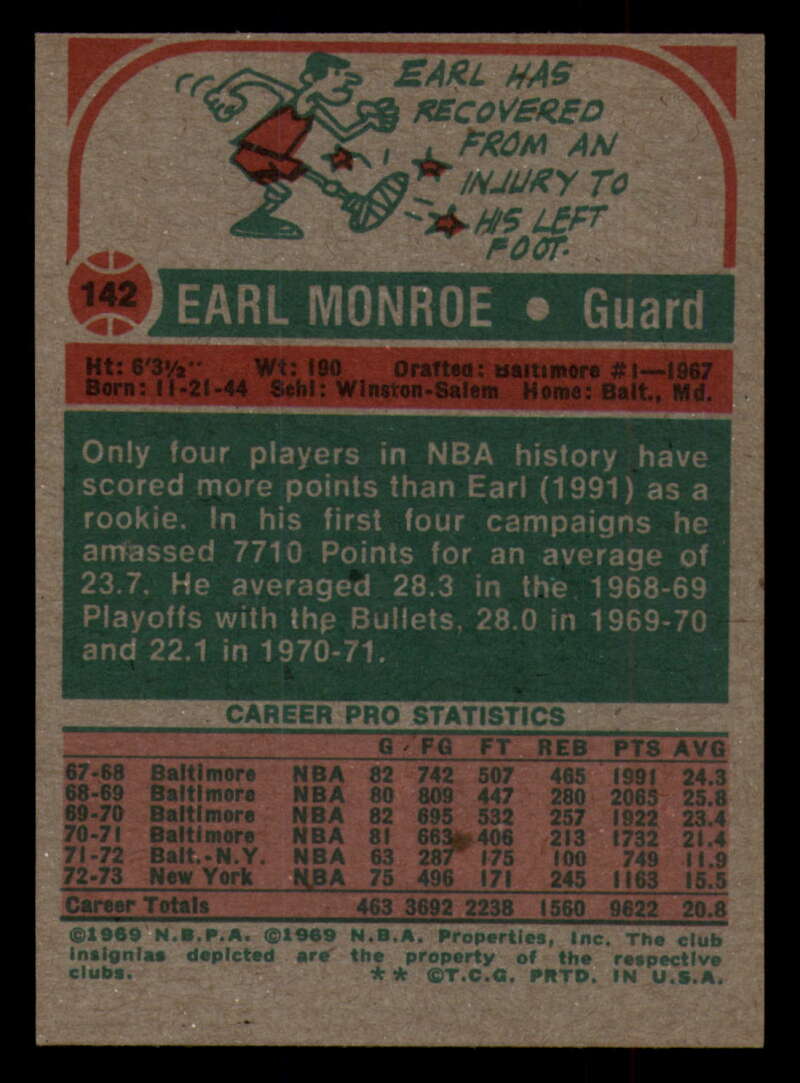 EARL HAS
RECOVERED
FROM AN
INJURY TO
HIS LEFT
FOOT.
142 EARL MONROE • Guard
Ht: 6'3½" Wt: 190 Drafted: Baltimore #1—1967
Born: 11-21-44 Schl: Winston-Salem Home: Balt., Md.
Only four players in NBA history have
scored more points than Earl (1991) as a
rookie. In his first four campaigns he
amassed 7710 Points for an average of
23.7. He averaged 28.3 in the 1968-69
Playoffs with the Bullets, 28.0 in 1969-70
and 22.1 in 1970-71.
CAREER PRO STATISTICS
G FG FT REB PTS AVG
67-68 Baltimore NBA 82 742 507 465 1991 24.3
68-69 Baltimore NBA 80 809 447 280 2065 25.8
69-70 Baltimore NBA 82 695 532 257 1922 23.4
70-71 Baltimore NBA 81 663 406 213 1732 21.4
71-72 Balt.-N.Y. NBA 63 287 175 100 749 11.9
72-73 New York NBA 75 496 171 245 1163 15.5
Career Totals 463 3692 2238 1560 9622 20.8
©1969 N.B.P.A. ©1969 N.B.A. Properties, Inc. The club
insignias depicted are the property of the respective
clubs. ** ©T.C.G. PRTD. IN U.S.A.